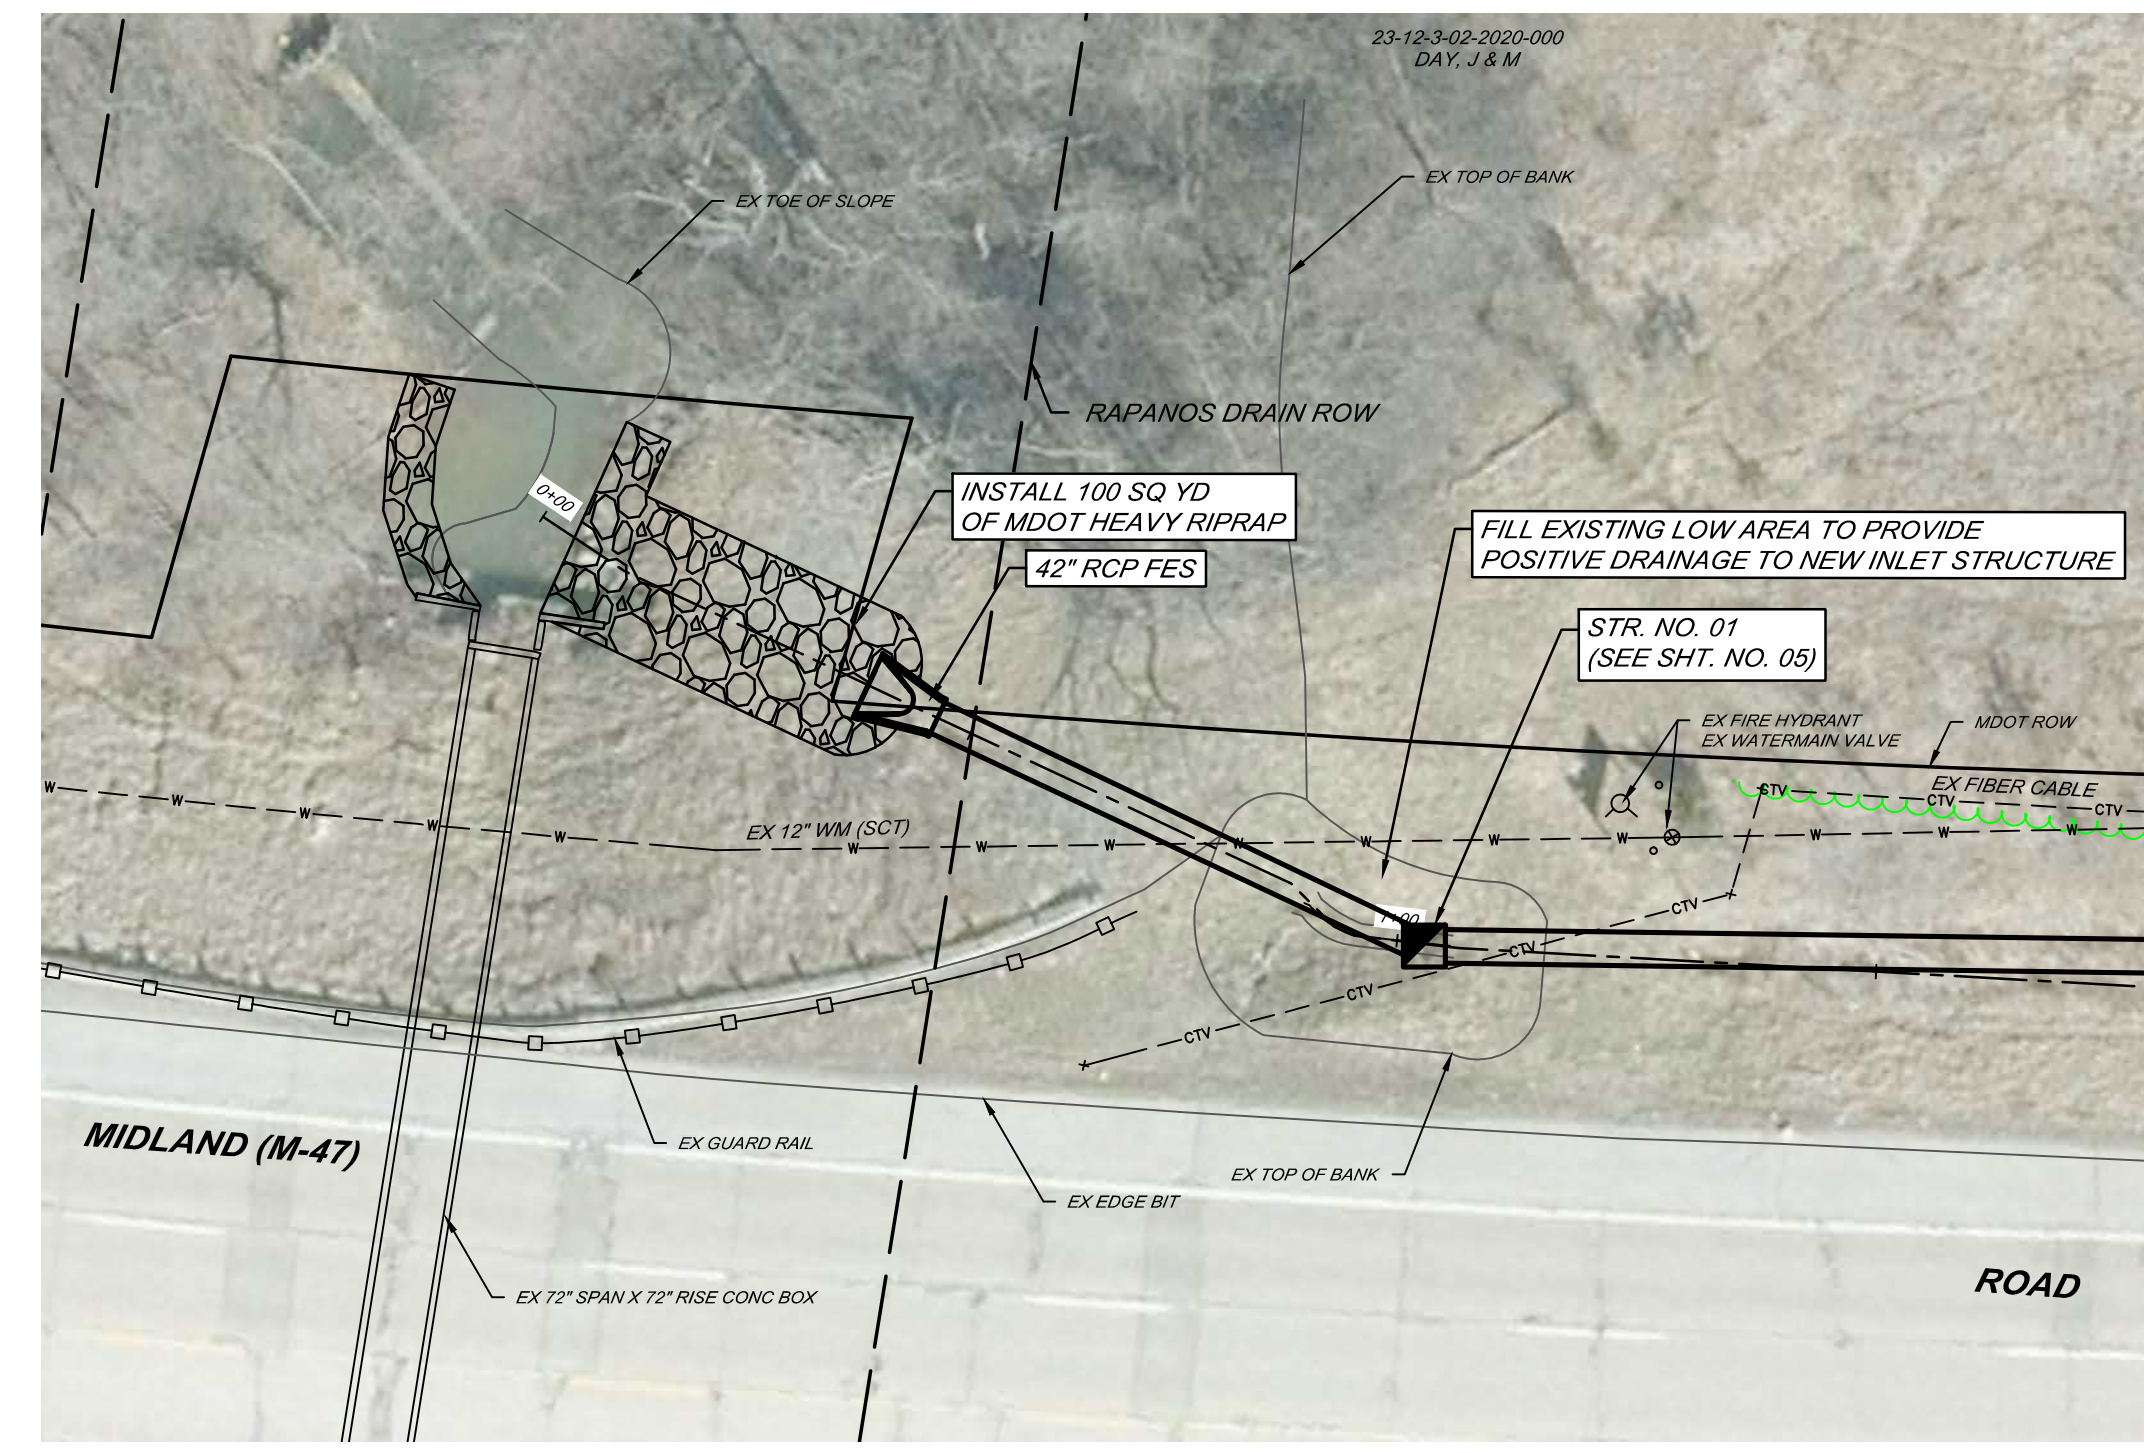 23-12-3-02-2020-000
DAY, J & M
EX TOP OF BANK
EX TOE OF SLOPE
RAPANOS DRAIN ROW
INSTALL 100 SQ YD
OF MDOT HEAVY RIPRAP
0+00
42" RCP FES
FILL EXISTING LOW AREA TO PROVIDE
POSITIVE DRAINAGE TO NEW INLET STRUCTURE
STR. NO. 01
(SEE SHT. NO. 05)
EX FIRE HYDRANT
EX WATERMAIN VALVE
MDOT ROW
EX FIBER CABLE
CTV
CTV
CTV
W
W
W
W
W
EX 12" WM (SCT)
W
W
W
W
W
W
W
W
W
W
CTV
1+00
CTV
CTV
CTV
MIDLAND (M-47)
EX GUARD RAIL
EX TOP OF BANK
EX EDGE BIT
EX 72" SPAN X 72" RISE CONC BOX
ROAD